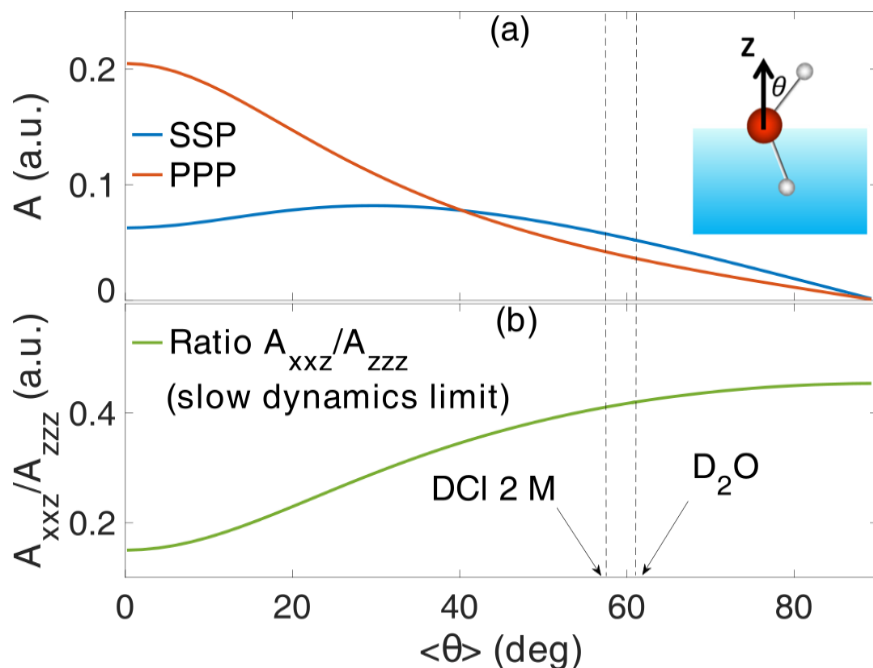 (a)
0.2
A (a.u.)
SSP
PPP
0.1
0
z
θ
(b)
Ratio A_xxz/A_zzz
(slow dynamics limit)
A_xxz/A_zzz (a.u.)
0.4
0.2
DCl 2 M
D₂O
0 20 40 60 80
<θ> (deg)